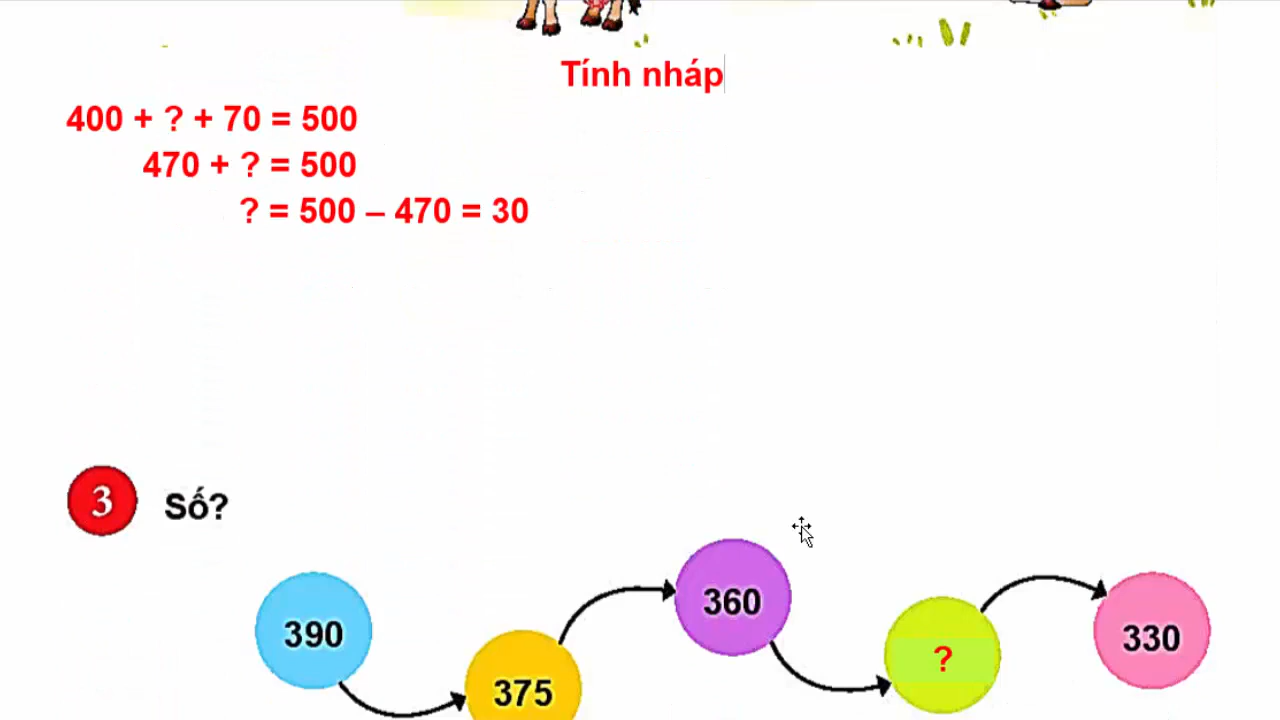 Tính nháp
400 + ? + 70 = 500
470 + ? = 500
? = 500 – 470 = 30
3 Số?
390 375 360 ? 330